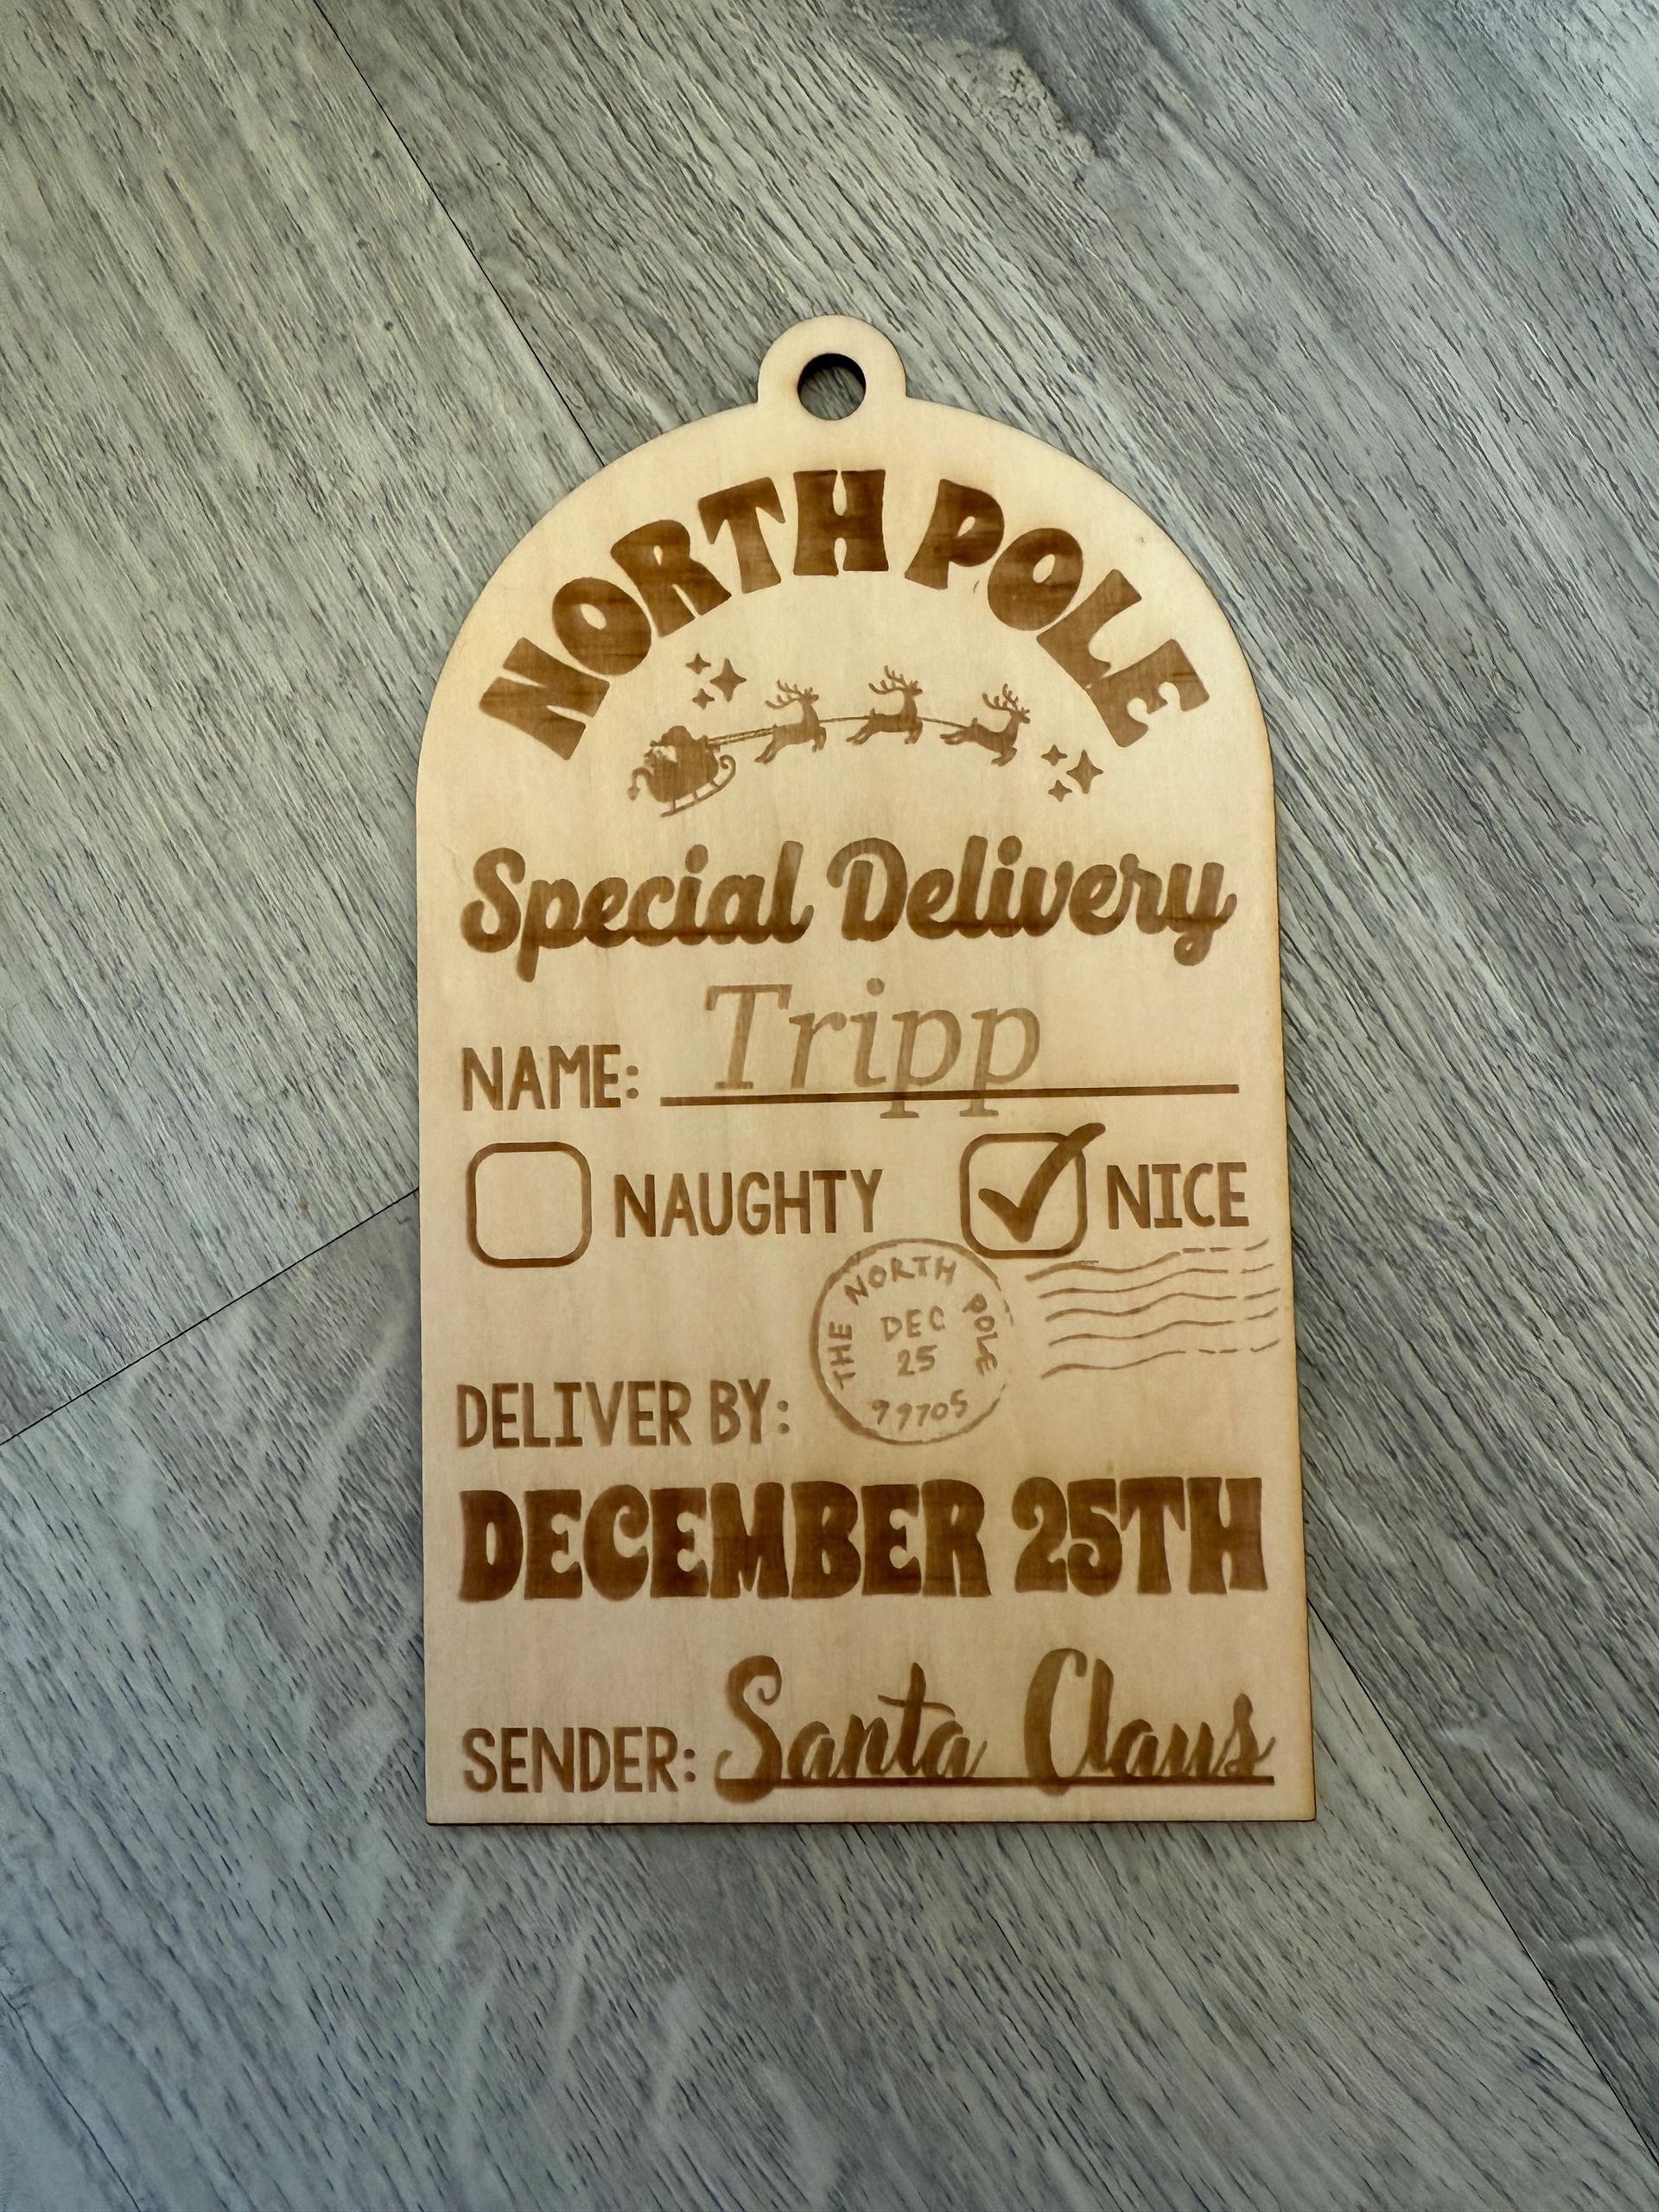 NORTH POLE
Special Delivery
NAME: Tripp
NAUGHTY NICE
THE NORTH POLE
DEC
25
99705
DELIVER BY:
DECEMBER 25TH
SENDER: Santa Claus